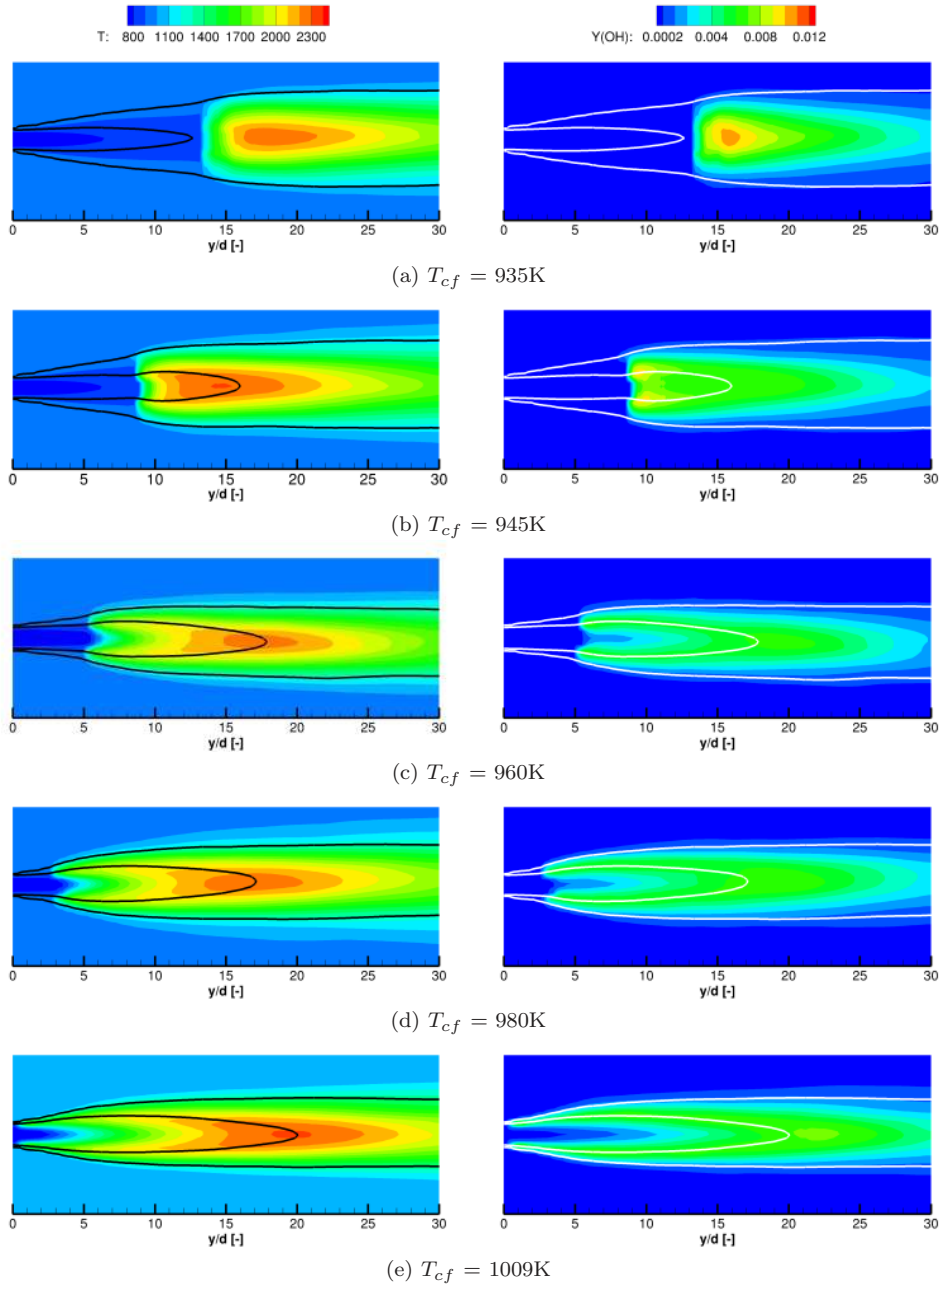 T: 800 1100 1400 1700 2000 2300 Y(OH): 0.0002 0.004 0.008 0.012
0 5 10 15 20 25 30 0 5 10 15 20 25 30
y/d [-] y/d [-]
(a) T_cf = 935K
0 5 10 15 20 25 30 0 5 10 15 20 25 30
y/d [-] y/d [-]
(b) T_cf = 945K
0 5 10 15 20 25 30 0 5 10 15 20 25 30
y/d [-] y/d [-]
(c) T_cf = 960K
0 5 10 15 20 25 30 0 5 10 15 20 25 30
y/d [-] y/d [-]
(d) T_cf = 980K
0 5 10 15 20 25 30 0 5 10 15 20 25 30
y/d [-] y/d [-]
(e) T_cf = 1009K